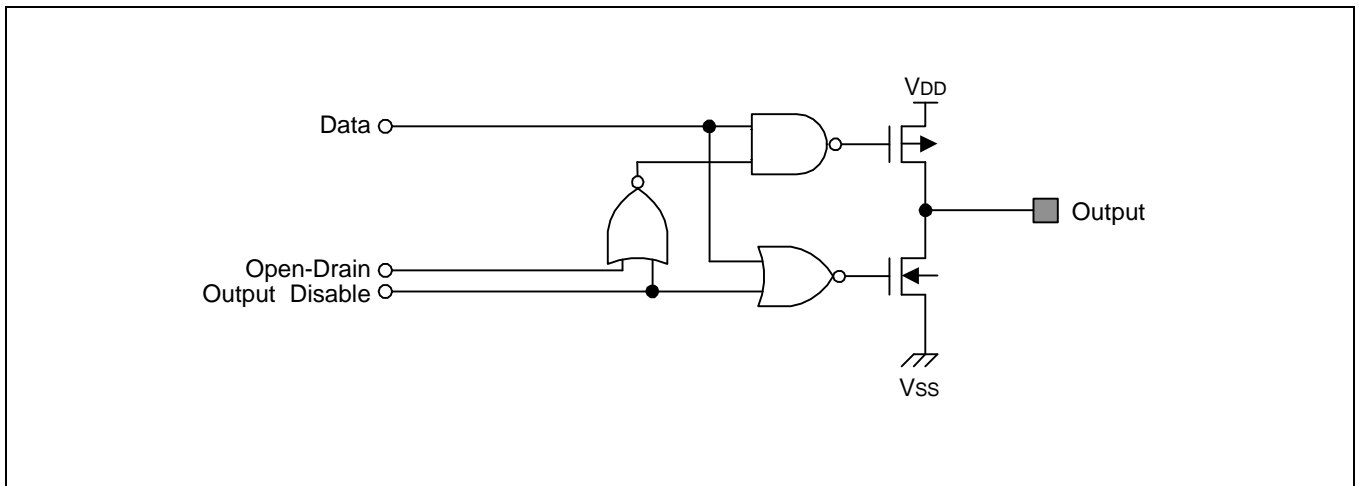 VDD
Data
Output
Open-Drain
Output Disable
VSS